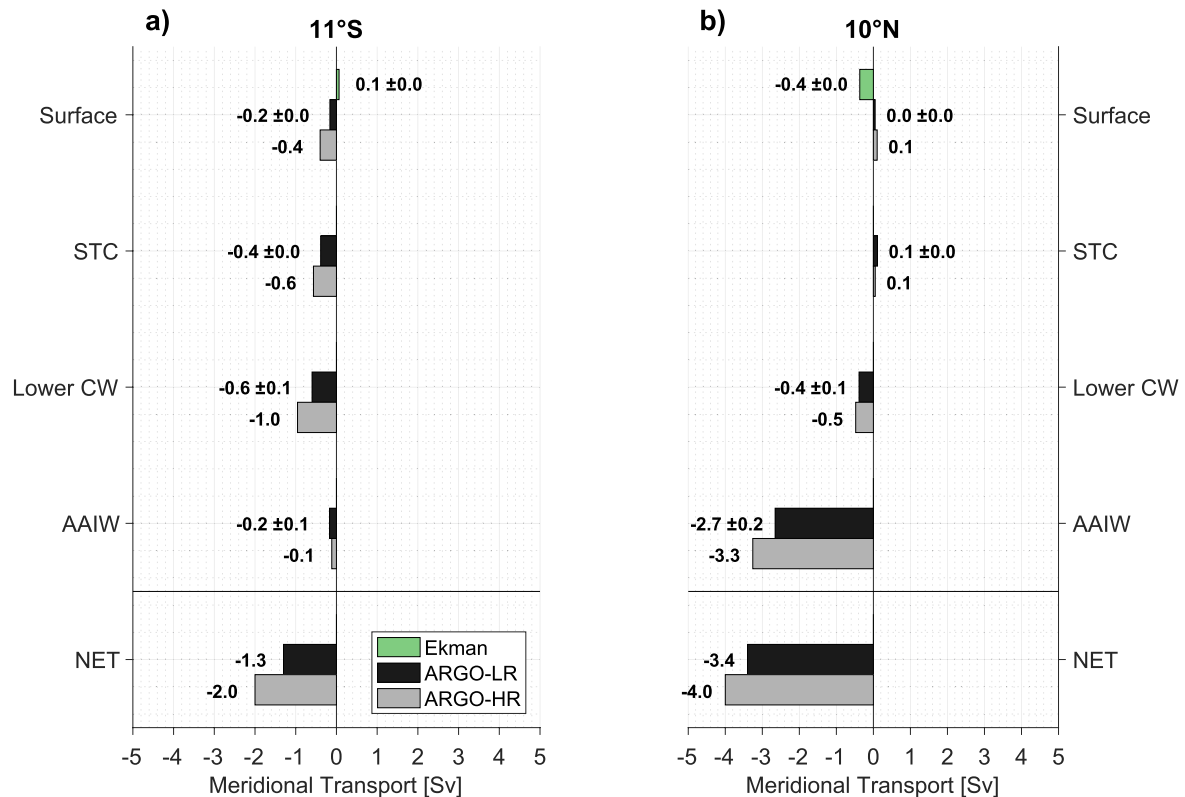 a)
11°S
Surface
0.1 ±0.0
-0.2 ±0.0
-0.4
STC
-0.4 ±0.0
-0.6
Lower CW
-0.6 ±0.1
-1.0
AAIW
-0.2 ±0.1
-0.1
NET
-1.3
-2.0
Ekman
ARGO-LR
ARGO-HR
-5 -4 -3 -2 -1 0 1 2 3 4 5
Meridional Transport [Sv]
b)
10°N
-0.4 ±0.0
0.0 ±0.0
Surface
0.1
0.1 ±0.0
STC
0.1
-0.4 ±0.1
Lower CW
-0.5
-2.7 ±0.2
AAIW
-3.3
-3.4
NET
-4.0
-5 -4 -3 -2 -1 0 1 2 3 4 5
Meridional Transport [Sv]